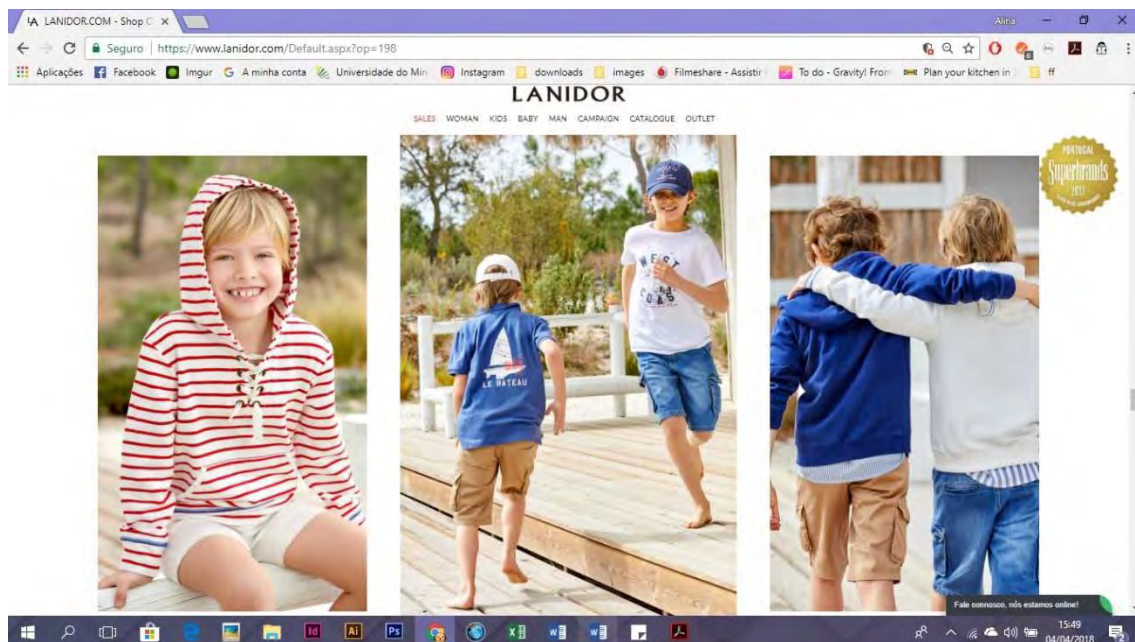 LANIDOR.COM - Shop O
Alina
Seguro | https://www.lanidor.com/Default.aspx?op=198
Aplicações Facebook Imgur A minha conta Universidade do Min Instagram downloads images Filmeshare - Assistir To do - Gravity! From Plan your kitchen in ff
LANIDOR
SALES WOMAN KIDS BABY MAN CAMPAIGN CATALOGUE OUTLET
PORTUGAL
Superbrands
2017
WEST
LE BATEAU
Fale connosco, nós estamos online!
Id Ai Ps
15:49
04/04/2018